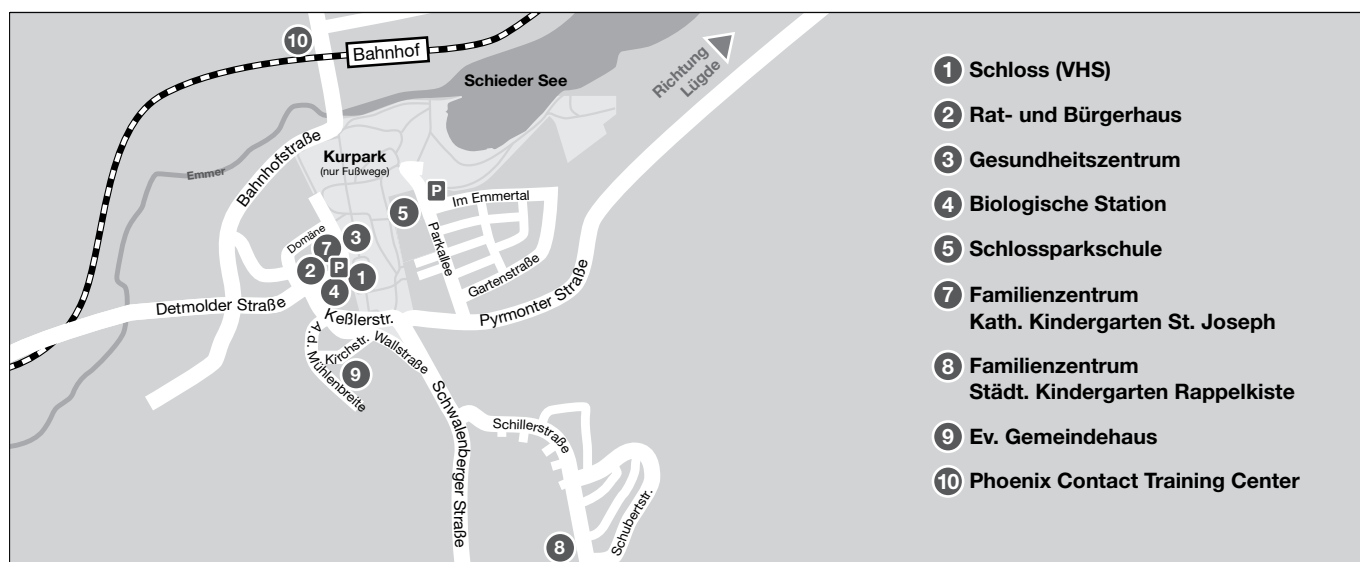 10
Bahnhof
Schieder See
Richtung
Lügde
Bahnhofstraße
Kurpark
(nur Fußwege)
Emmer
P
Im Emmertal
5
Parkallee
Domäne
3
7
2
P
1
4
Gartenstraße
Detmolder Straße
Keßlerstr.
Pyrmonter Straße
A.d. Mühlenbreite
Kirchstr.
Wallstraße
9
Schwalenberger Straße
Schillerstraße
Schubertstr.
8
1 Schloss (VHS)
2 Rat- und Bürgerhaus
3 Gesundheitszentrum
4 Biologische Station
5 Schlossparkschule
7 Familienzentrum
Kath. Kindergarten St. Joseph
8 Familienzentrum
Städt. Kindergarten Rappelkiste
9 Ev. Gemeindehaus
10 Phoenix Contact Training Center